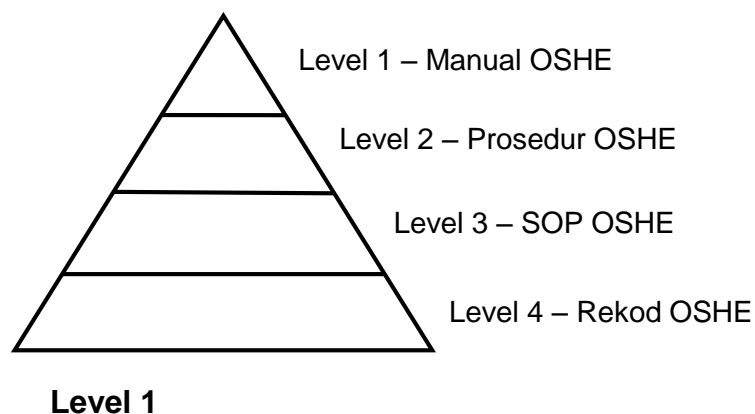 Level 1 – Manual OSHE
Level 2 – Prosedur OSHE
Level 3 – SOP OSHE
Level 4 – Rekod OSHE
Level 1